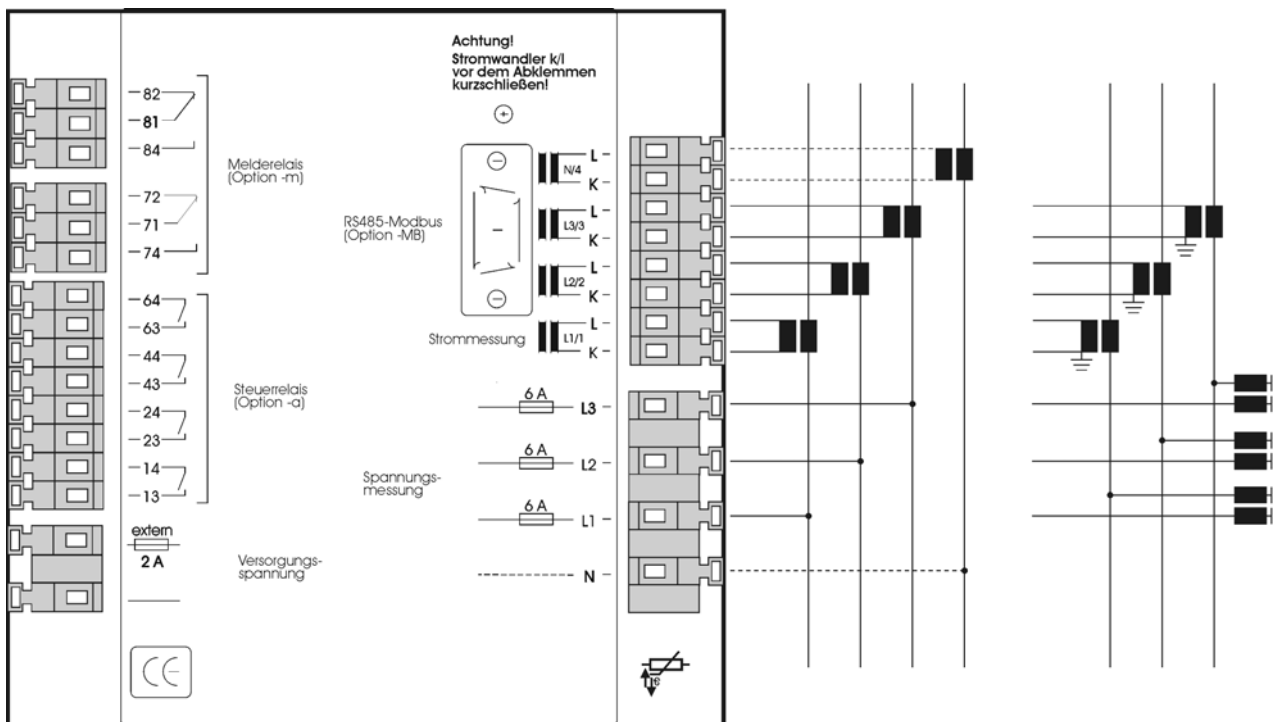 Achtung!
Stromwandler k/l
vor dem Abklemmen
kurzschließen!
82
81
84
Melderelais
(Option -m)
72
71
74
RS485-Modbus
(Option -MB)
L
N/4
K
L
L3/3
K
L
L2/2
K
L
L1/1
K
Strommessung
64
63
44
43
24
23
14
13
Steuerrelais
(Option -a)
6 A
L3
6 A
L2
Spannungs-
messung
6 A
L1
N
extern
2 A
Versorgungs-
spannung
CE